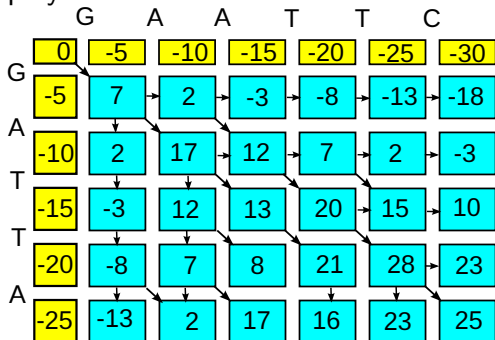 G A A T T C
0 -5 -10 -15 -20 -25 -30
G
-5 7 2 -3 -8 -13 -18
A
-10 2 17 12 7 2 -3
T
-15 -3 12 13 20 15 10
T
-20 -8 7 8 21 28 23
A
-25 -13 2 17 16 23 25